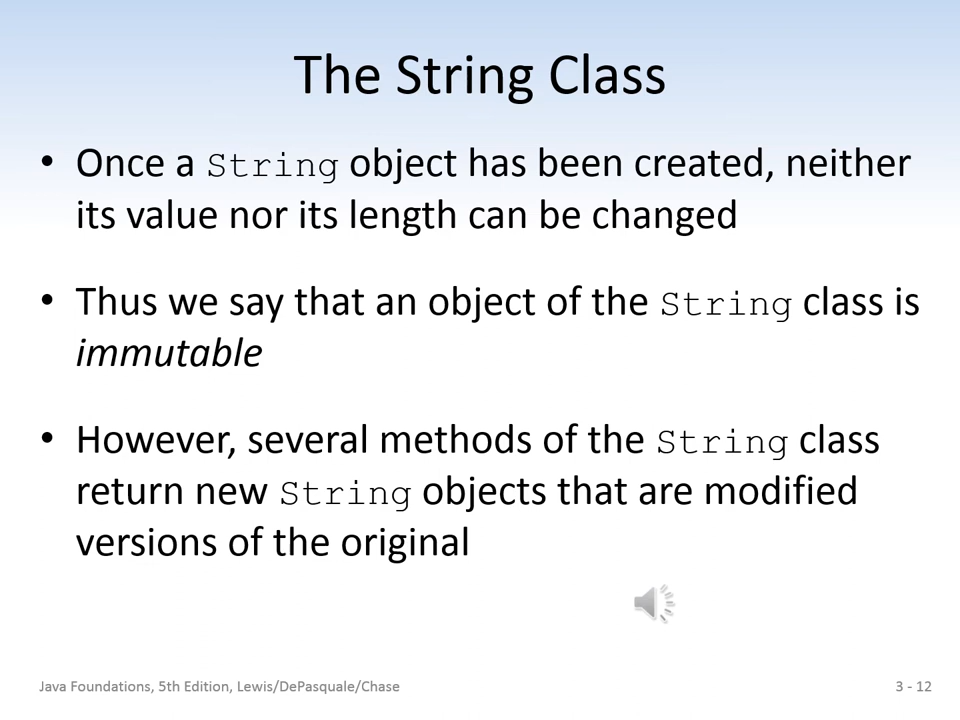 The String Class
• Once a String object has been created, neither
its value nor its length can be changed
• Thus we say that an object of the String class is
immutable
• However, several methods of the String class
return new String objects that are modified
versions of the original
Java Foundations, 5th Edition, Lewis/DePasquale/Chase
3 - 12